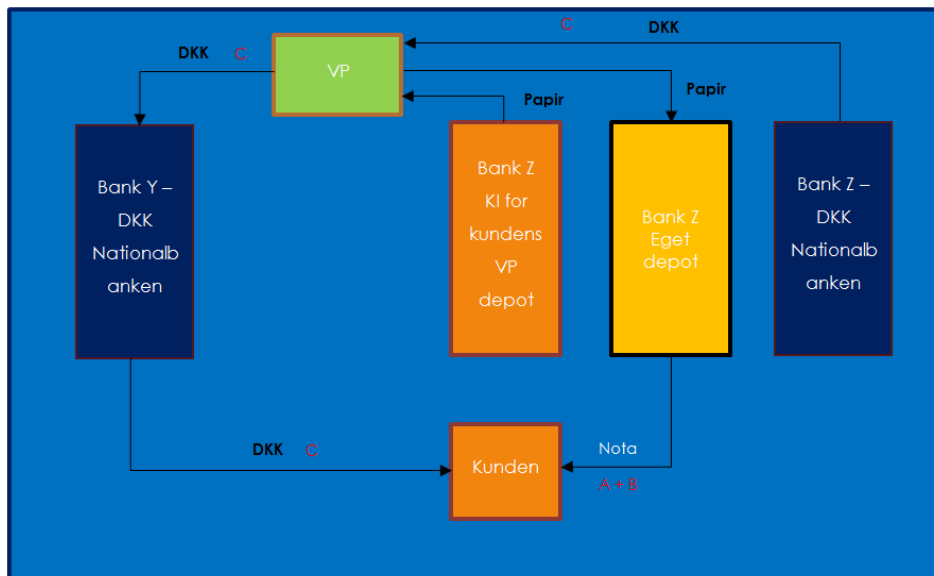 C
DKK
DKK
C
VP
Papir
Papir
Bank Y –
DKK
Nationalb
anken
Bank Z
KI for
kundens
VP
depot
Bank Z
Eget
depot
Bank Z –
DKK
Nationalb
anken
DKK
C
Kunden
Nota
A + B